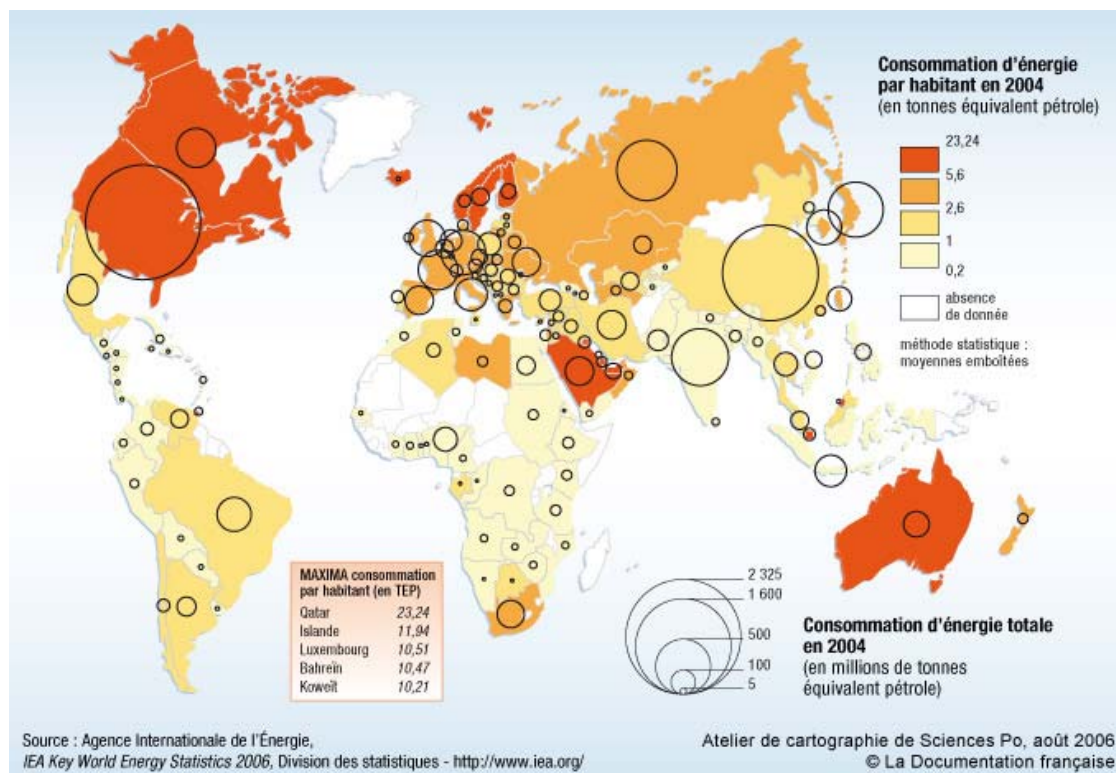 Consommation d'énergie
par habitant en 2004
(en tonnes équivalent pétrole)
23,24
5,6
2,6
1
0,2
absence
de donnée
méthode statistique :
moyennes emboîtées
MAXIMA consommation
par habitant (en TEP)
Qatar 23,24
Islande 11,94
Luxembourg 10,51
Bahreïn 10,47
Koweït 10,21
2 325
1 600
500
100
5
Consommation d'énergie totale
en 2004
(en millions de tonnes
équivalent pétrole)
Source : Agence Internationale de l'Énergie,
IEA Key World Energy Statistics 2006, Division des statistiques - http://www.iea.org/
Atelier de cartographie de Sciences Po, août 2006
© La Documentation française